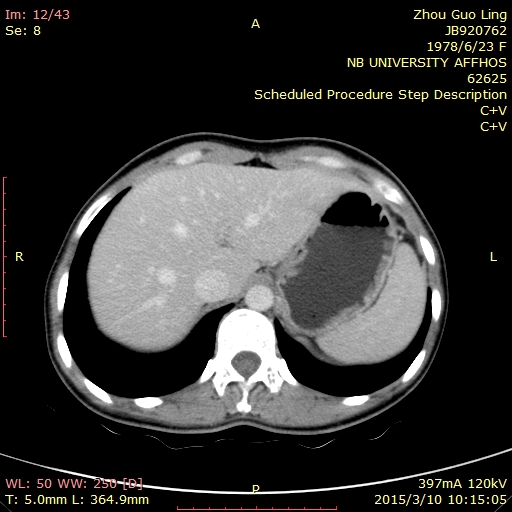 Im: 12/43
Se: 8
A
Zhou Guo Ling
JB920762
1978/6/23 F
NB UNIVERSITY AFFHOS
62625
Scheduled Procedure Step Description
C+V
C+V
R
L
WL: 50 WW: 250 [D]
T: 5.0mm L: 364.9mm
P
397mA 120kV
2015/3/10 10:15:05